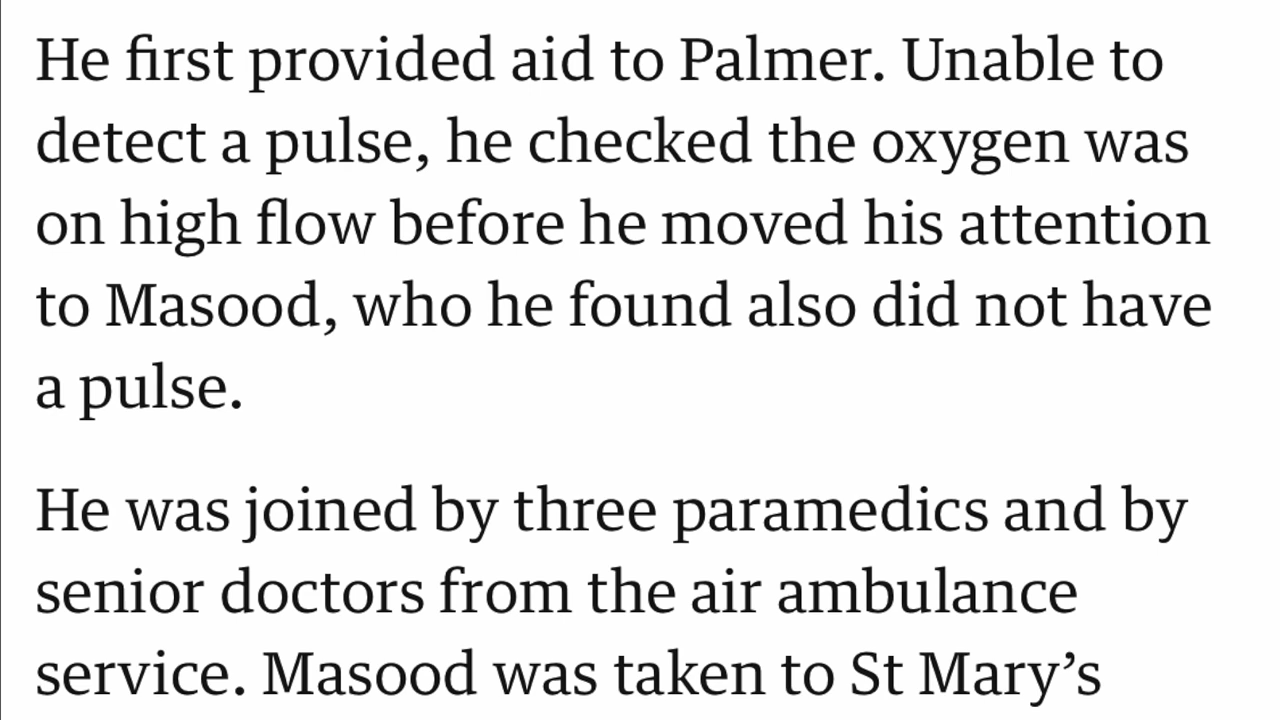 He first provided aid to Palmer. Unable to
detect a pulse, he checked the oxygen was
on high flow before he moved his attention
to Masood, who he found also did not have
a pulse.
He was joined by three paramedics and by
senior doctors from the air ambulance
service. Masood was taken to St Mary’s